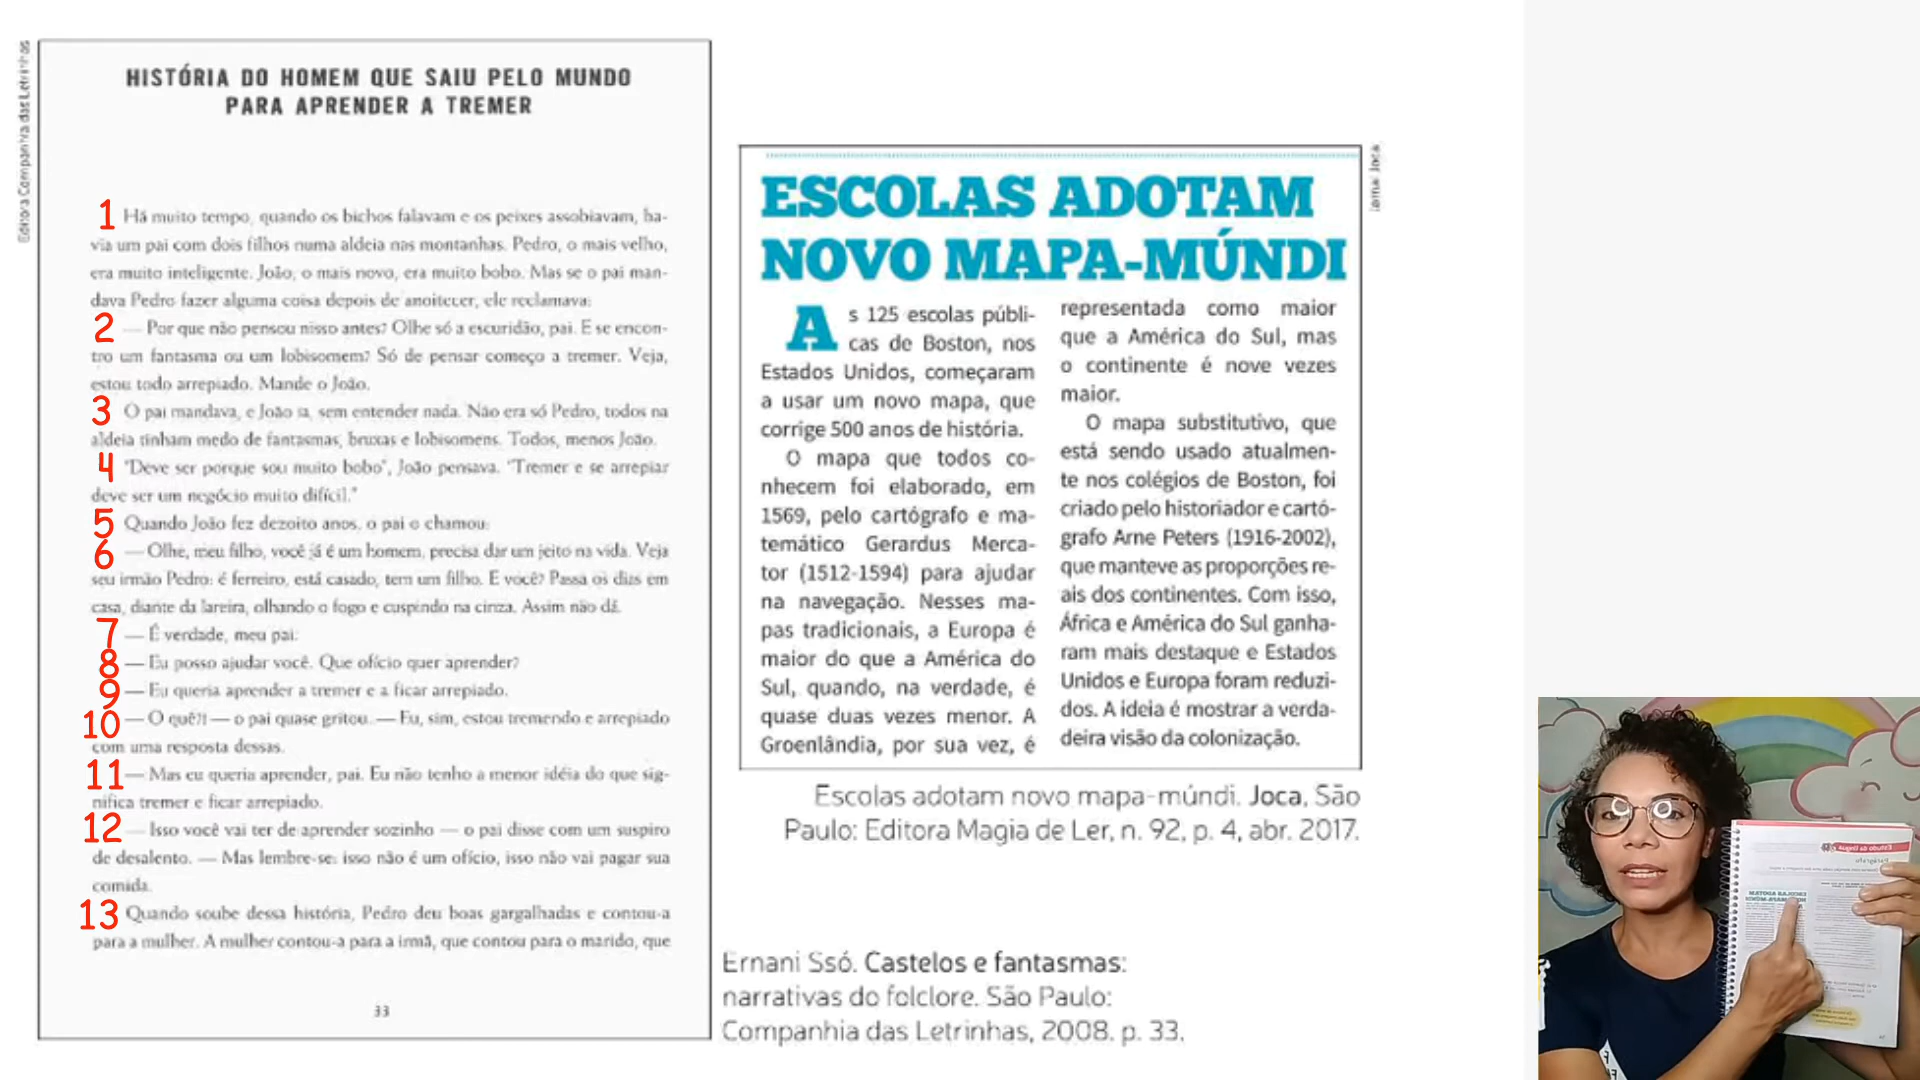 Editora Companhia das Letrinhas
HISTÓRIA DO HOMEM QUE SAIU PELO MUNDO
PARA APRENDER A TREMER
1 Há muito tempo, quando os bichos falavam e os peixes assobiavam, ha-
via um pai com dois filhos numa aldeia nas montanhas. Pedro, o mais velho,
era muito inteligente. João, o mais novo, era muito bobo. Mas se o pai man-
dava Pedro fazer alguma coisa depois de anoitecer, ele reclamava:
2 — Por que não pensou nisso antes? Olhe só a escuridão, pai. E se encon-
tro um fantasma ou um lobisomem? Só de pensar começo a tremer. Veja,
estou todo arrepiado. Mande o João.
3 O pai mandava, e João ia, sem entender nada. Não era só Pedro, todos na
aldeia tinham medo de fantasmas, bruxas e lobisomens. Todos, menos João.
4 "Deve ser porque sou muito bobo", João pensava. "Tremer e se arrepiar
deve ser um negócio muito difícil."
5 Quando João fez dezoito anos, o pai o chamou:
6 — Olhe, meu filho, você já é um homem, precisa dar um jeito na vida. Veja
seu irmão Pedro: é ferreiro, está casado, tem um filho. E você? Passa os dias em
casa, diante da lareira, olhando o fogo e cuspindo na cinza. Assim não dá.
7 — É verdade, meu pai.
8 — Eu posso ajudar você. Que ofício quer aprender?
9 — Eu queria aprender a tremer e a ficar arrepiado.
10 — O quê?! — o pai quase gritou. — Eu, sim, estou tremendo e arrepiado
com uma resposta dessas.
11 — Mas eu queria aprender, pai. Eu não tenho a menor idéia do que sig-
nifica tremer e ficar arrepiado.
12 — Isso você vai ter de aprender sozinho — o pai disse com um suspiro
de desalento. — Mas lembre-se: isso não é um ofício, isso não vai pagar sua
comida.
13 Quando soube dessa história, Pedro deu boas gargalhadas e contou-a
para a mulher. A mulher contou-a para a irmã, que contou para o marido, que
33
Jornal Joca
ESCOLAS ADOTAM
NOVO MAPA-MÚNDI
As 125 escolas públi-
cas de Boston, nos
Estados Unidos, começaram
a usar um novo mapa, que
corrige 500 anos de história.
O mapa que todos co-
nhecem foi elaborado, em
1569, pelo cartógrafo e ma-
temático Gerardus Merca-
tor (1512-1594) para ajudar
na navegação. Nesses ma-
pas tradicionais, a Europa é
maior do que a América do
Sul, quando, na verdade, é
quase duas vezes menor. A
Groenlândia, por sua vez, é
representada como maior
que a América do Sul, mas
o continente é nove vezes
maior.
O mapa substitutivo, que
está sendo usado atualmen-
te nos colégios de Boston, foi
criado pelo historiador e cartó-
grafo Arne Peters (1916-2002),
que manteve as proporções re-
ais dos continentes. Com isso,
África e América do Sul ganha-
ram mais destaque e Estados
Unidos e Europa foram reduzi-
dos. A ideia é mostrar a verda-
deira visão da colonização.
Escolas adotam novo mapa-múndi. Joca, São
Paulo: Editora Magia de Ler, n. 92, p. 4, abr. 2017.
Ernani Ssó. Castelos e fantasmas:
narrativas do folclore. São Paulo:
Companhia das Letrinhas, 2008. p. 33.
Estudo da língua
Parágrafo
ESCOLAS ADOTAM
NOVO MAPA-MÚNDI